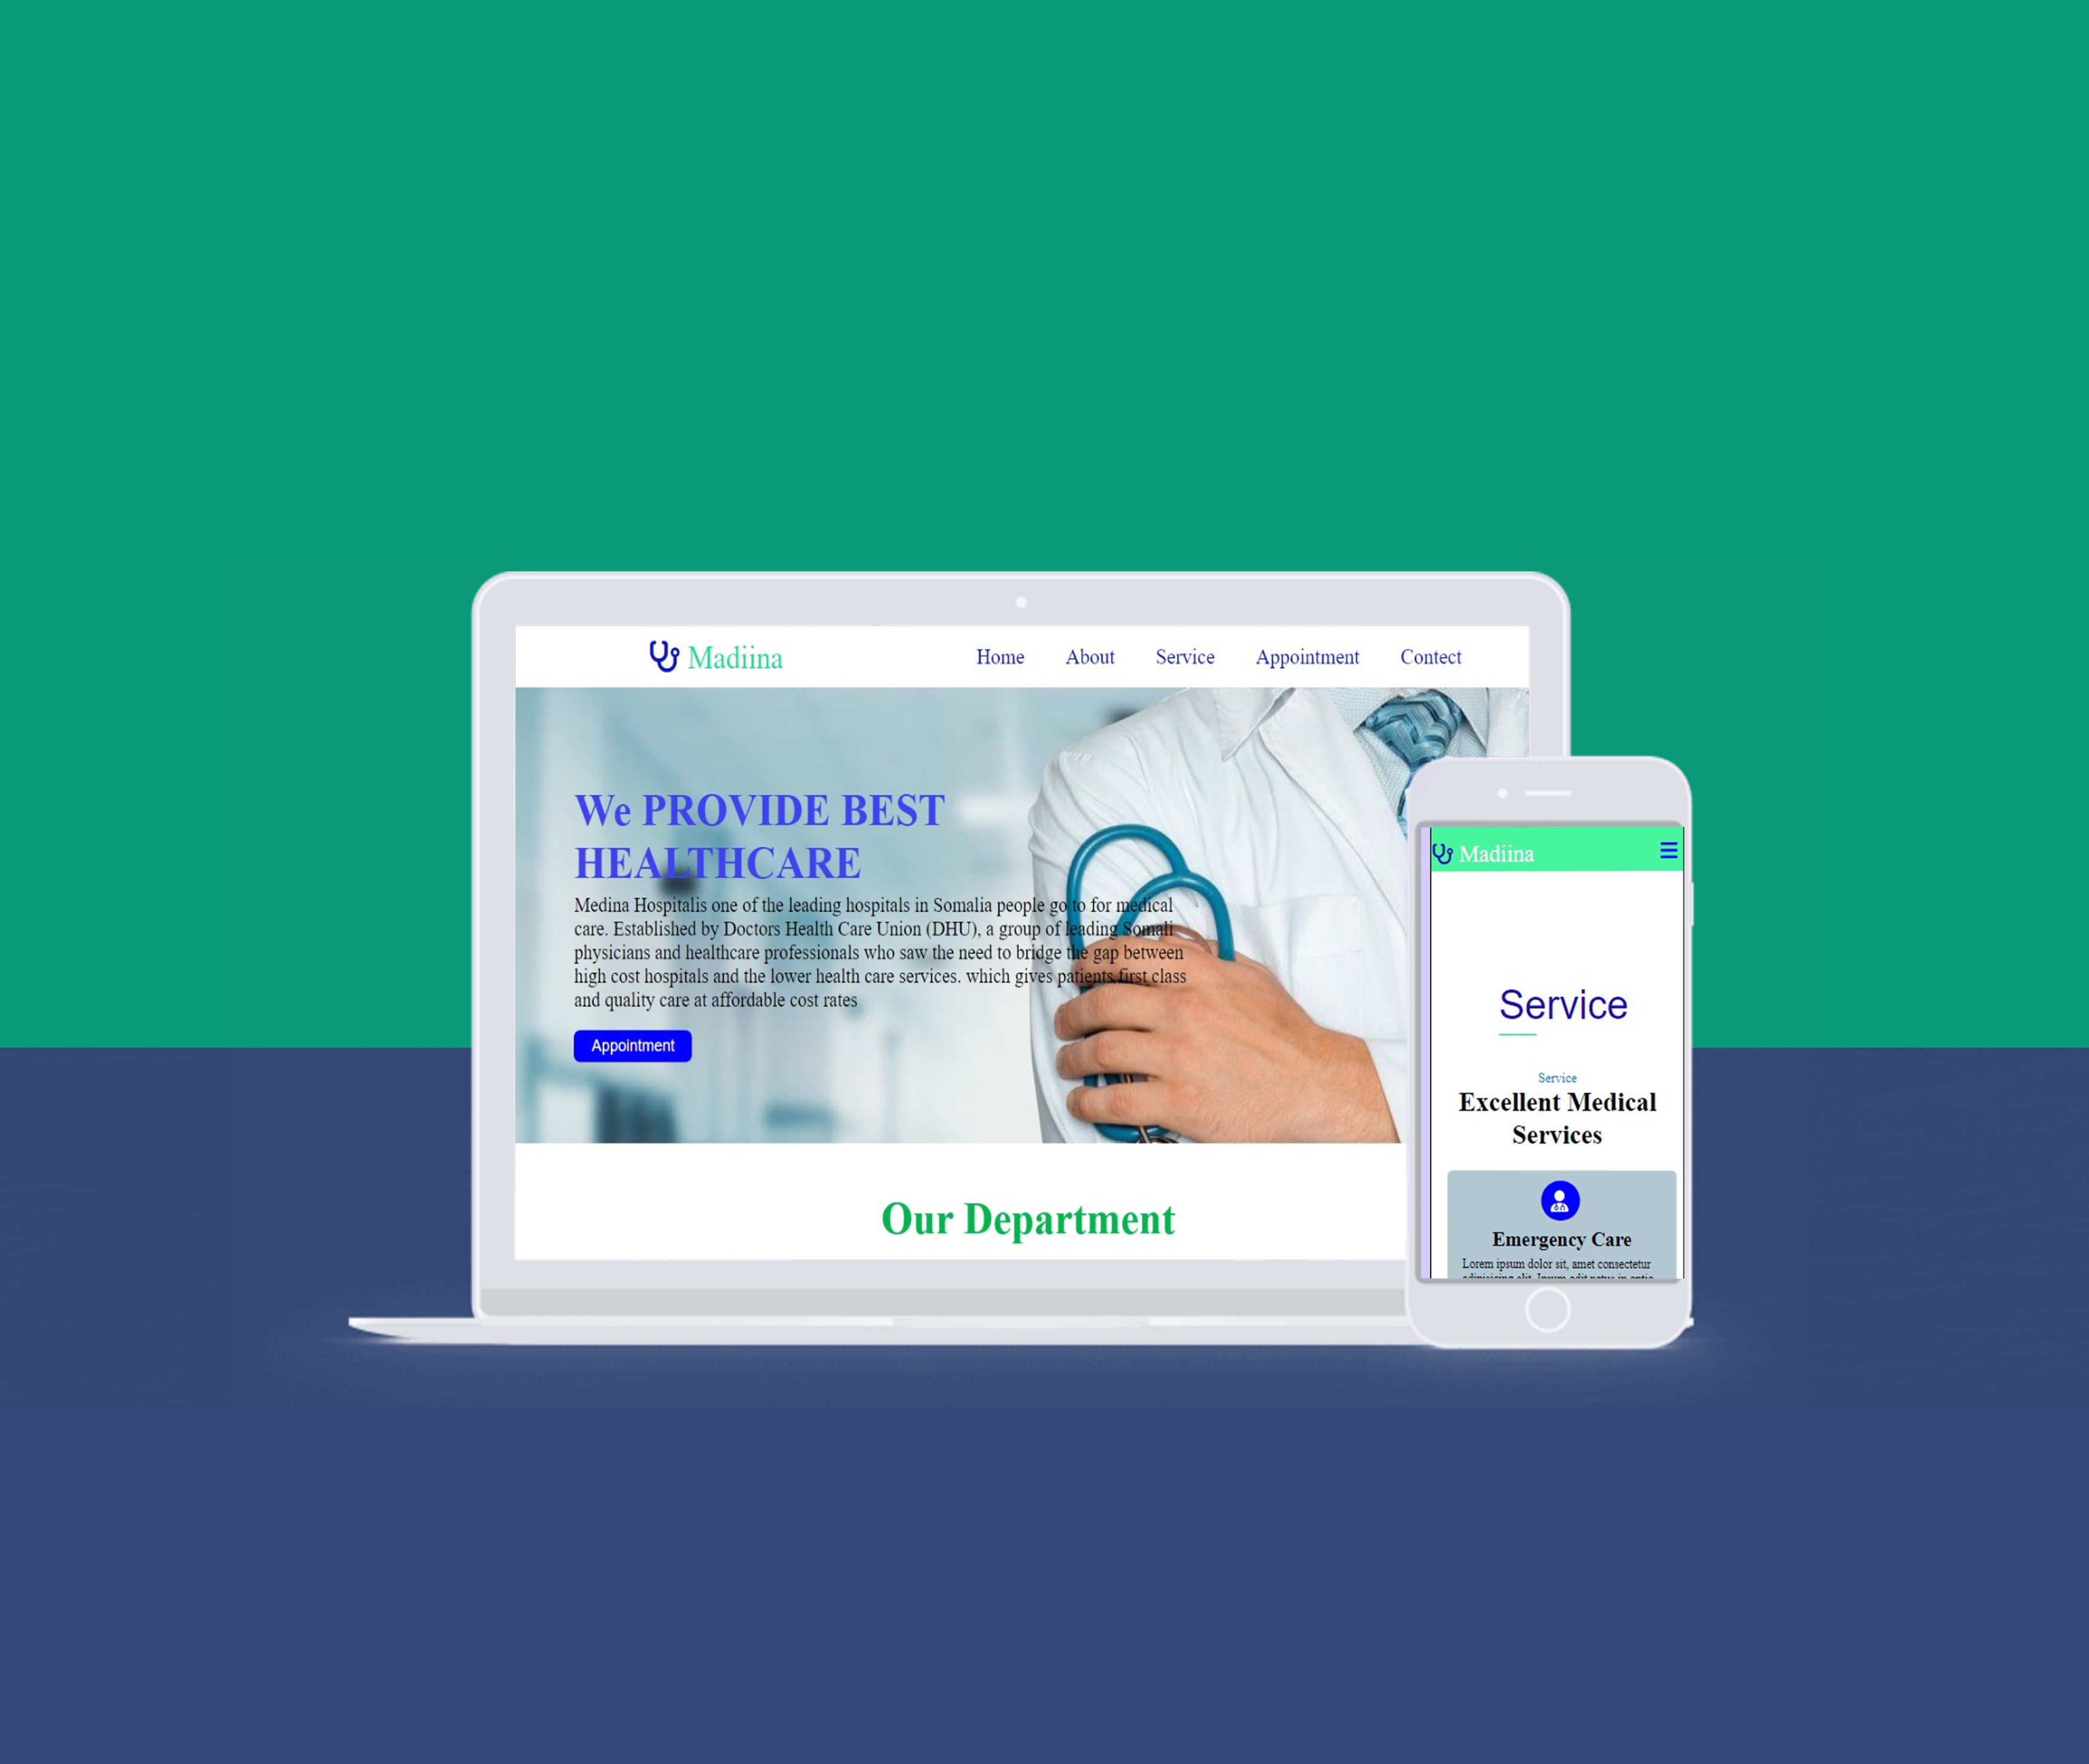 Madiina
Home About Service Appointment Contect
We PROVIDE BEST
HEALTHCARE
Medina Hospitalis one of the leading hospitals in Somalia people go to for medical
care. Established by Doctors Health Care Union (DHU), a group of leading Somali
physicians and healthcare professionals who saw the need to bridge the gap between
high cost hospitals and the lower health care services. which gives patients first class
and quality care at affordable cost rates
Appointment
Our Department
Madiina
Service
Service
Excellent Medical
Services
Emergency Care
Lorem ipsum dolor sit, amet consectetur